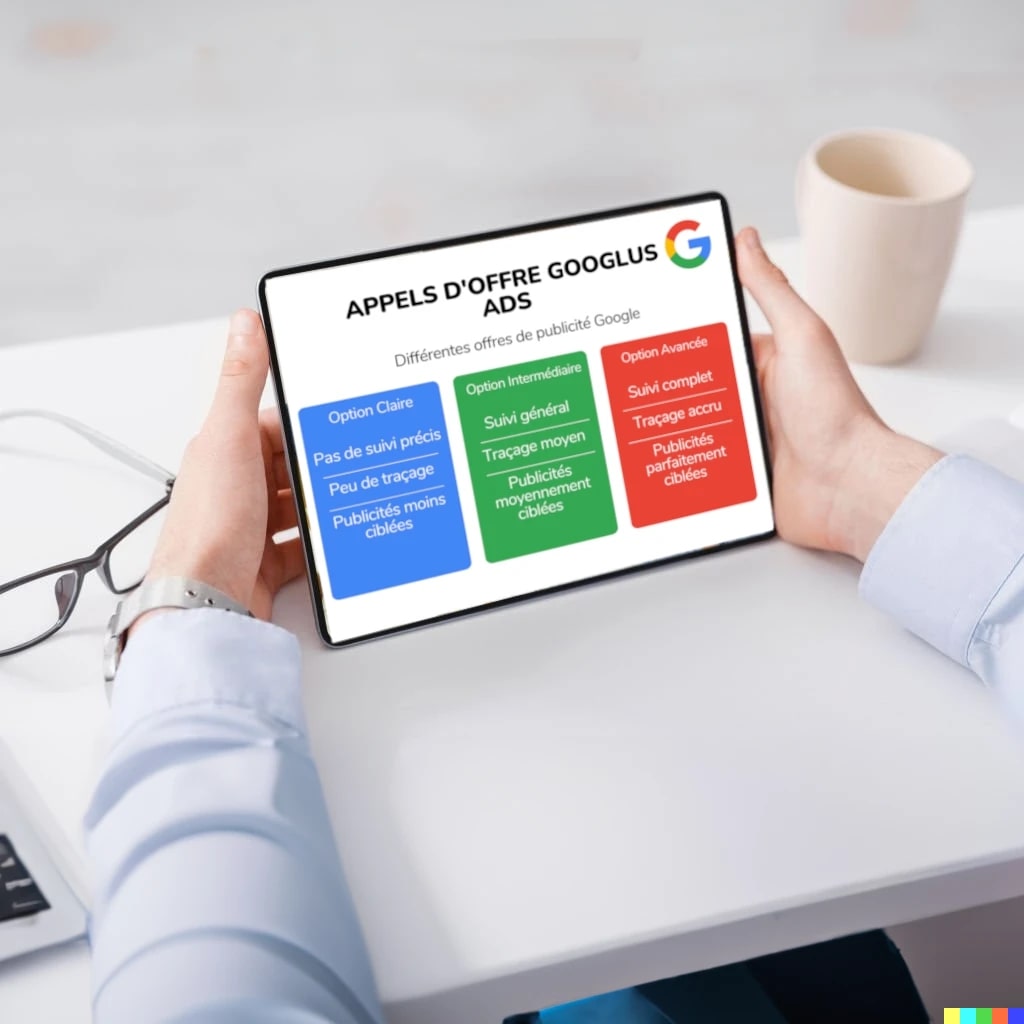 APPELS D'OFFRE GOOGLUS
ADS
Différentes offres de publicité Google
Option Claire
Pas de suivi précis
Peu de traçage
Publicités moins
ciblées
Option Intermédiaire
Suivi général
Traçage moyen
Publicités
moyennement
ciblées
Option Avancée
Suivi complet
Traçage accru
Publicités
parfaitement
ciblées